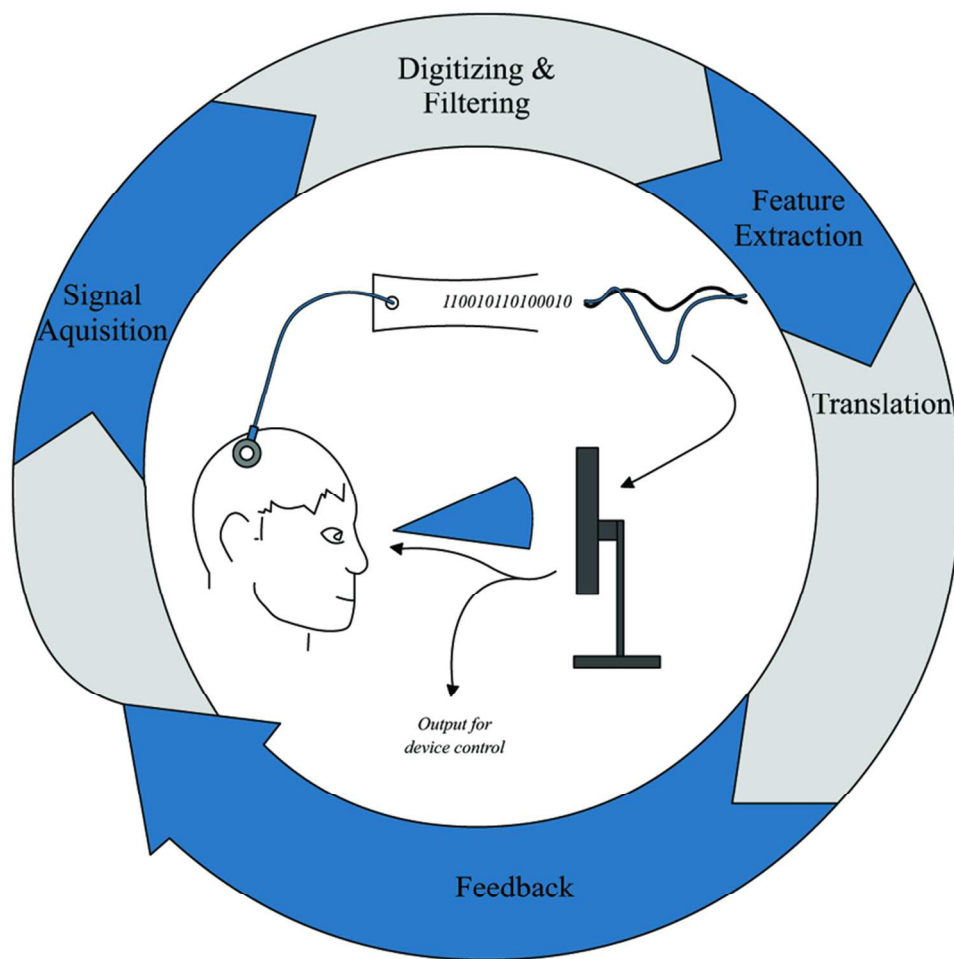 Digitizing &
Filtering
Feature
Extraction
Signal
Aquisition
110010110100010
Translation
Output for
device control
Feedback